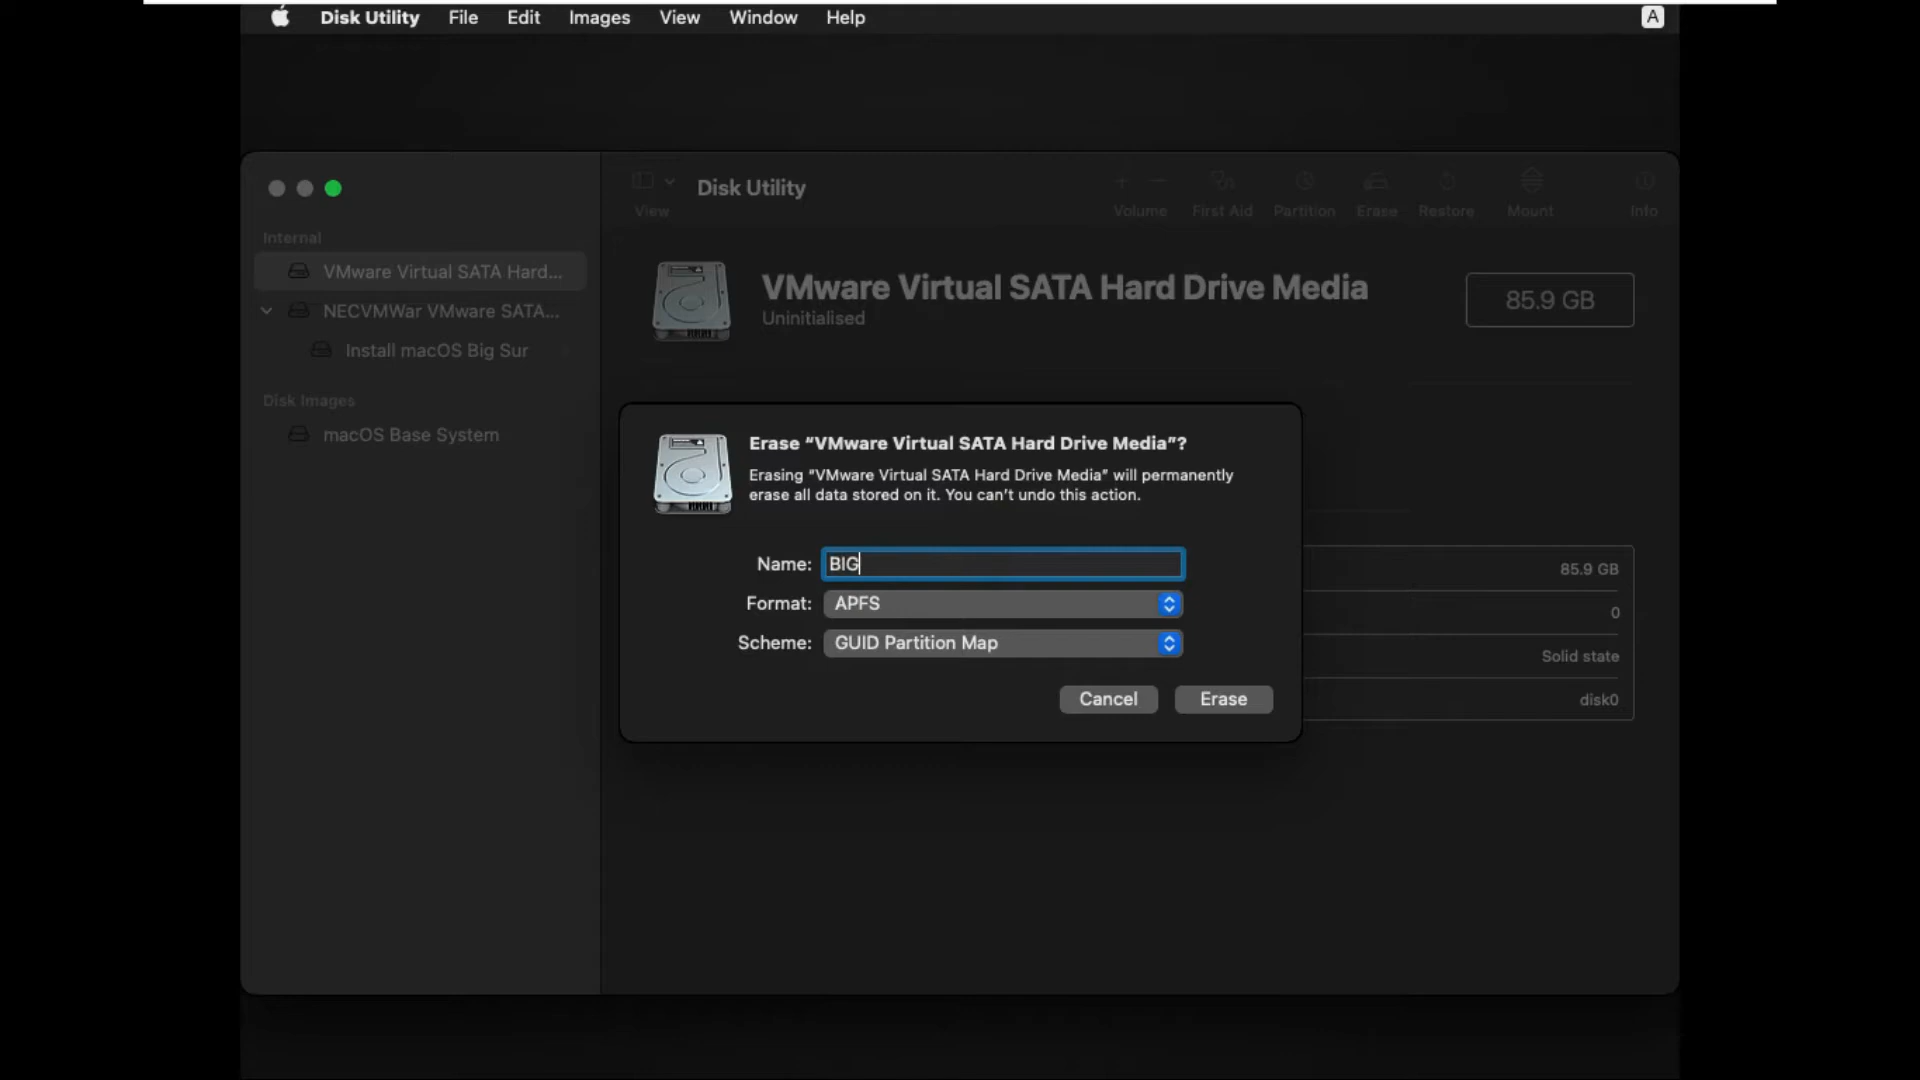 Disk Utility File Edit Images View Window Help A
Disk Utility
View Volume First Aid Partition Erase Restore Mount Info
Internal
VMware Virtual SATA Hard...
NECVMWar VMware SATA...
Install macOS Big Sur
Disk Images
macOS Base System
VMware Virtual SATA Hard Drive Media
Uninitialised
85.9 GB
Erase “VMware Virtual SATA Hard Drive Media”?
Erasing “VMware Virtual SATA Hard Drive Media” will permanently
erase all data stored on it. You can’t undo this action.
Name: BIG
Format: APFS
Scheme: GUID Partition Map
Cancel Erase
85.9 GB
0
Solid state
disk0